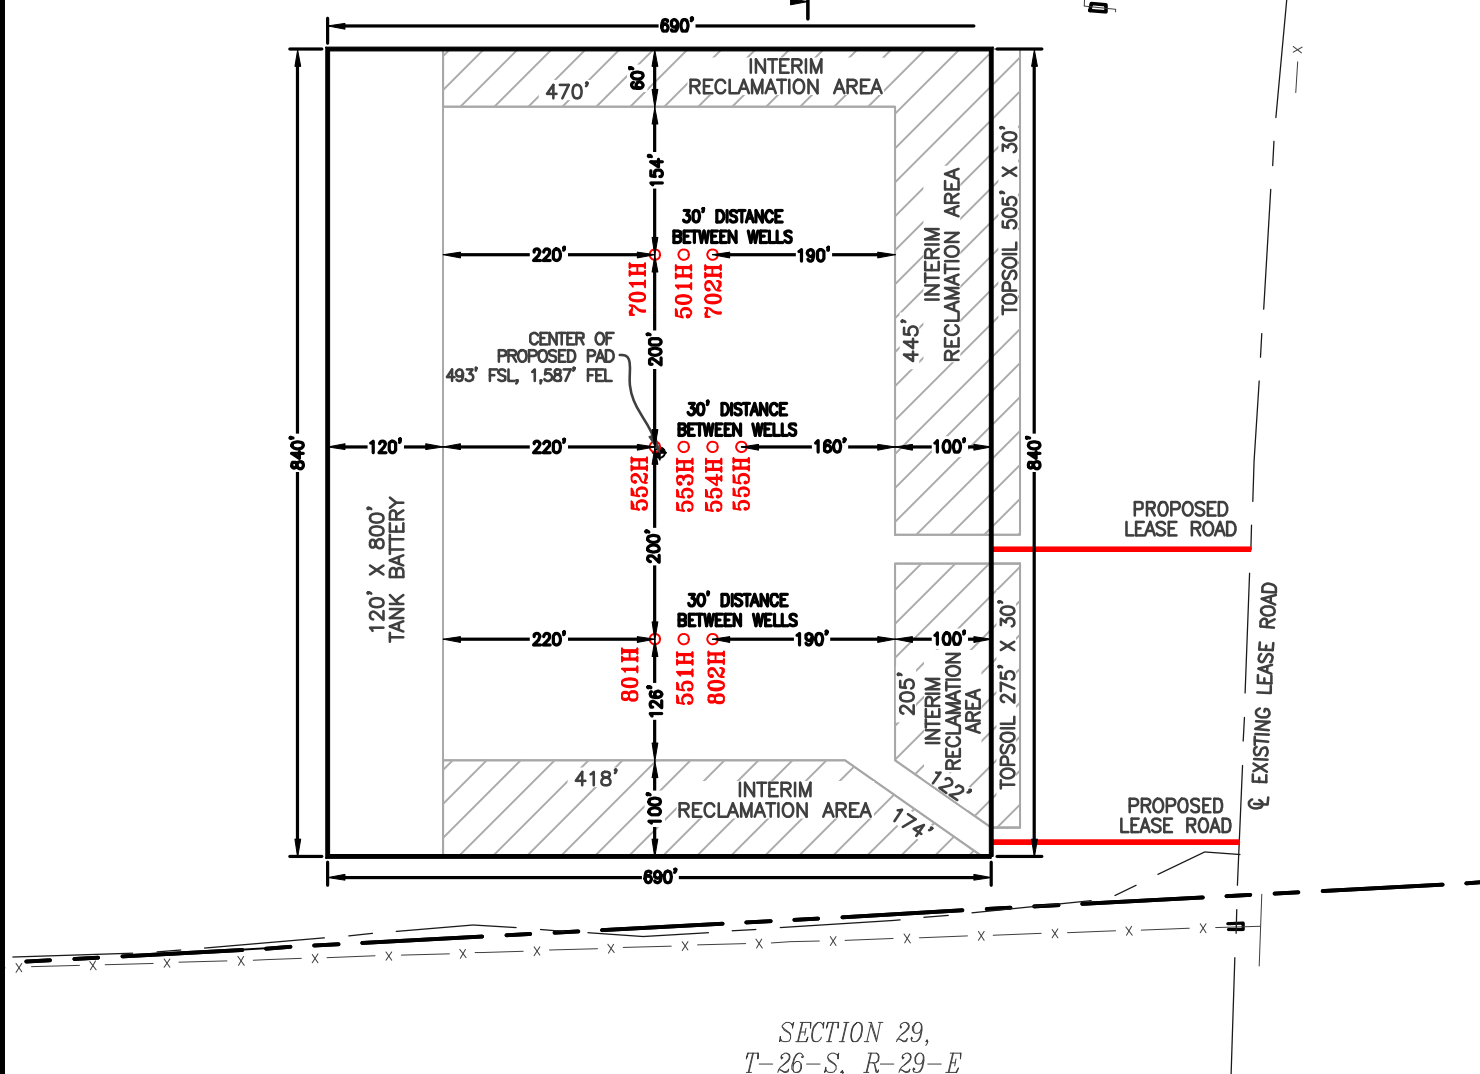 690'
60'
INTERIM
RECLAMATION AREA
470'
154'
TOPSOIL 505' X 30'
INTERIM
RECLAMATION AREA
445'
30' DISTANCE
BETWEEN WELLS
220'
190'
701H
501H
702H
CENTER OF
PROPOSED PAD
493' FSL, 1,587' FEL
200'
30' DISTANCE
BETWEEN WELLS
840'
120'
220'
160'
100'
840'
552H
553H
554H
555H
120' X 800'
TANK BATTERY
PROPOSED
LEASE ROAD
200'
30' DISTANCE
BETWEEN WELLS
220'
190'
100'
801H
551H
802H
126'
205'
INTERIM
RECLAMATION
AREA
TOPSOIL 275' X 30'
℄ EXISTING LEASE ROAD
418'
100'
INTERIM
RECLAMATION AREA
122'
174'
PROPOSED
LEASE ROAD
690'
SECTION 29,
T-26-S, R-29-E